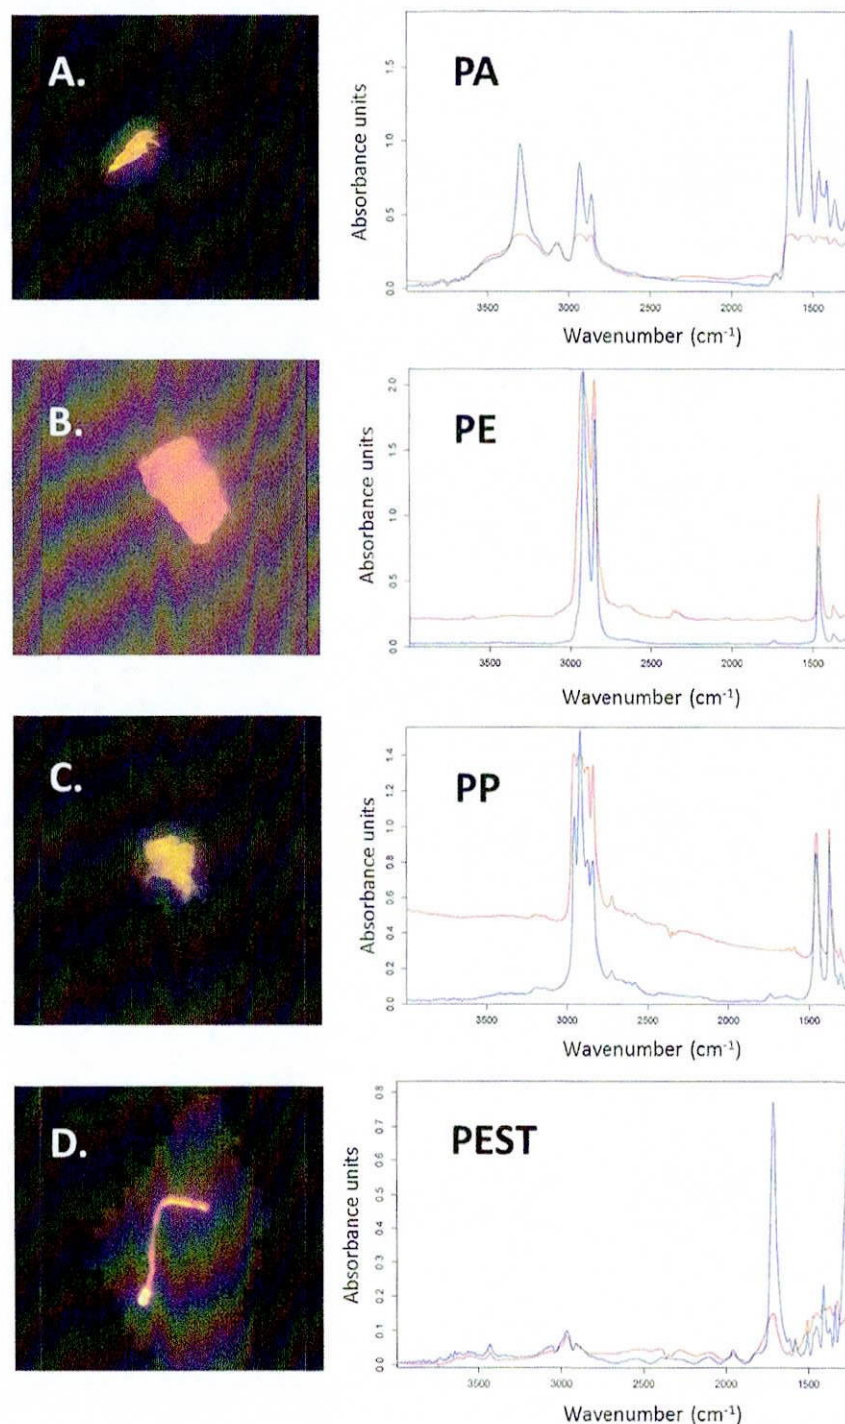 A.
PA
Absorbance units
1.5
1.0
0.5
0.0
3500 3000 2500 2000 1500
Wavenumber (cm⁻¹)
B.
PE
Absorbance units
2.0
1.5
1.0
0.5
0.0
3500 3000 2500 2000 1500
Wavenumber (cm⁻¹)
C.
PP
Absorbance units
1.4
1.2
1.0
0.8
0.6
0.4
0.2
0.0
3500 3000 2500 2000 1500
Wavenumber (cm⁻¹)
D.
PEST
Absorbance units
0.8
0.7
0.6
0.5
0.4
0.3
0.2
0.1
0.0
3500 3000 2500 2000 1500
Wavenumber (cm⁻¹)